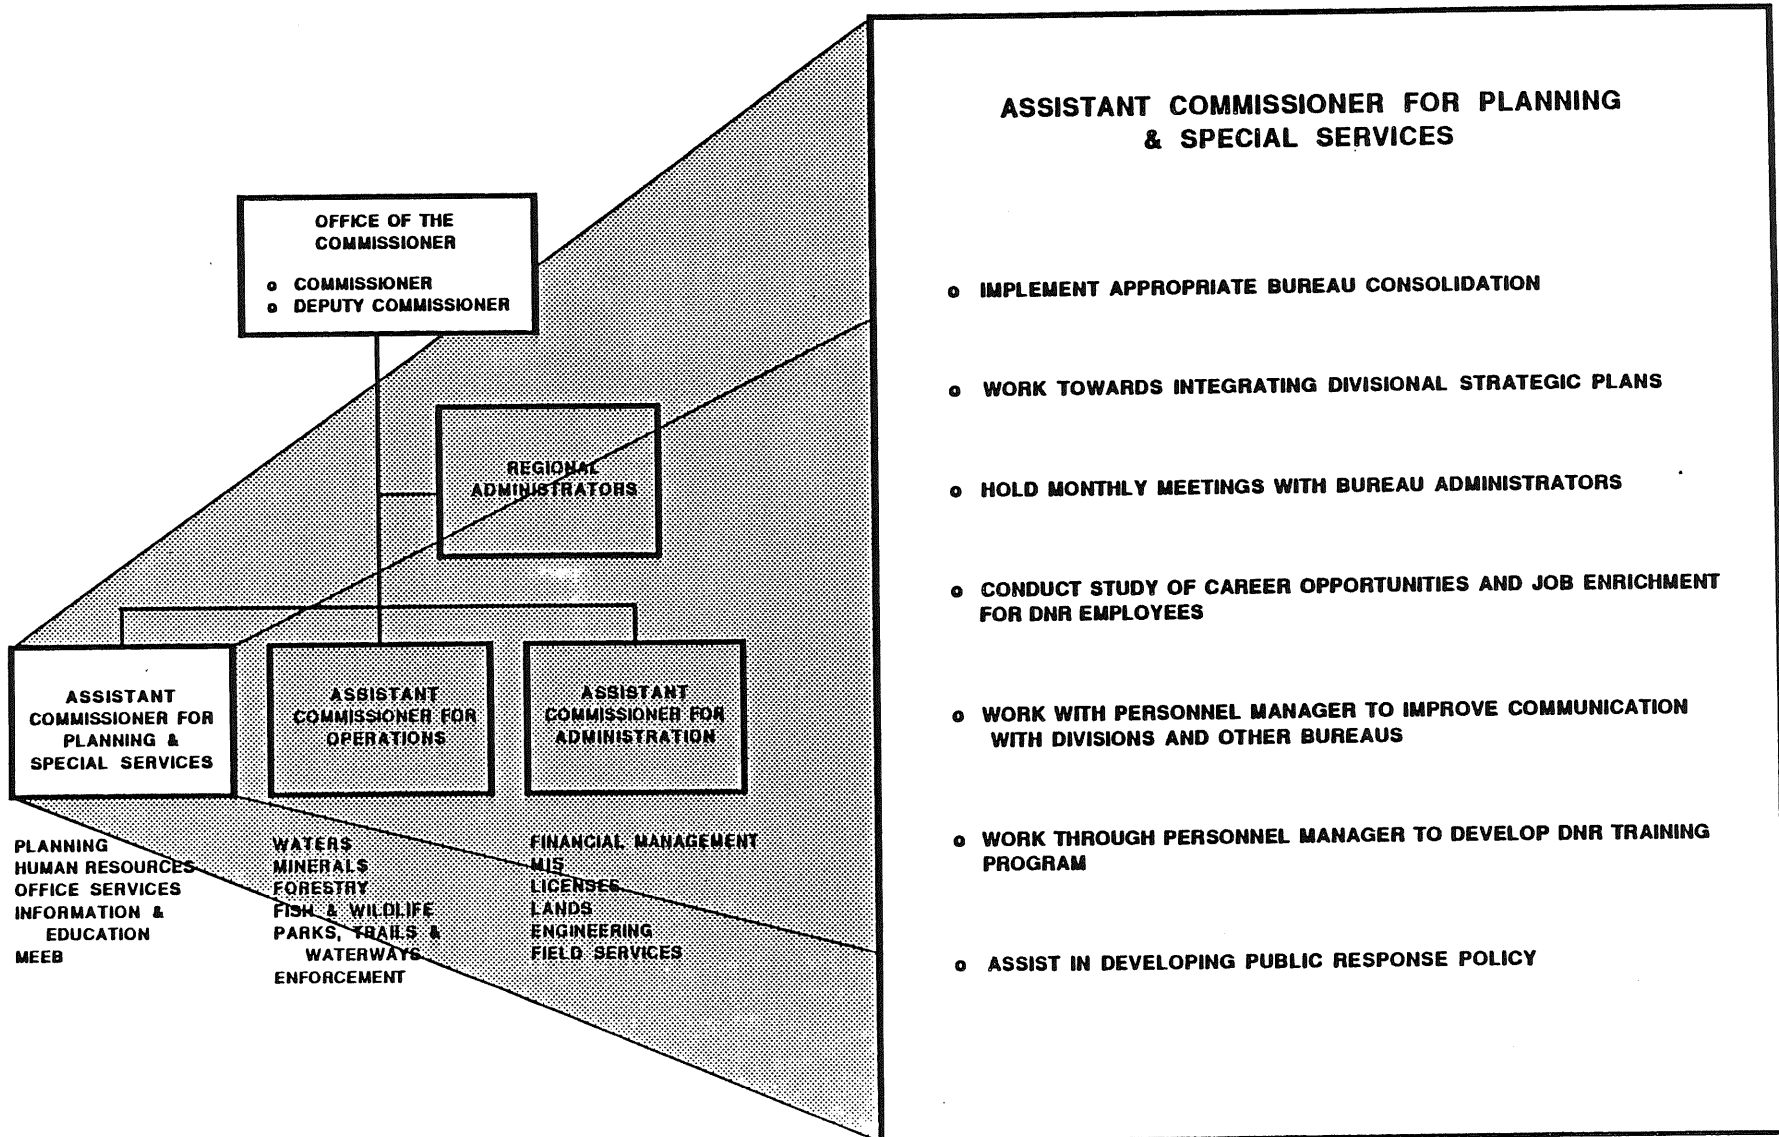 OFFICE OF THE
COMMISSIONER
o COMMISSIONER
o DEPUTY COMMISSIONER
REGIONAL
ADMINISTRATORS
ASSISTANT
COMMISSIONER FOR
PLANNING &
SPECIAL SERVICES
ASSISTANT
COMMISSIONER FOR
OPERATIONS
ASSISTANT
COMMISSIONER FOR
ADMINISTRATION
PLANNING
HUMAN RESOURCES
OFFICE SERVICES
INFORMATION &
EDUCATION
MEEB
WATERS
MINERALS
FORESTRY
FISH & WILDLIFE
PARKS, TRAILS &
WATERWAYS
ENFORCEMENT
FINANCIAL MANAGEMENT
MIS
LICENSES
LANDS
ENGINEERING
FIELD SERVICES
ASSISTANT COMMISSIONER FOR PLANNING
& SPECIAL SERVICES
o IMPLEMENT APPROPRIATE BUREAU CONSOLIDATION
o WORK TOWARDS INTEGRATING DIVISIONAL STRATEGIC PLANS
o HOLD MONTHLY MEETINGS WITH BUREAU ADMINISTRATORS
o CONDUCT STUDY OF CAREER OPPORTUNITIES AND JOB ENRICHMENT
FOR DNR EMPLOYEES
o WORK WITH PERSONNEL MANAGER TO IMPROVE COMMUNICATION
WITH DIVISIONS AND OTHER BUREAUS
o WORK THROUGH PERSONNEL MANAGER TO DEVELOP DNR TRAINING
PROGRAM
o ASSIST IN DEVELOPING PUBLIC RESPONSE POLICY